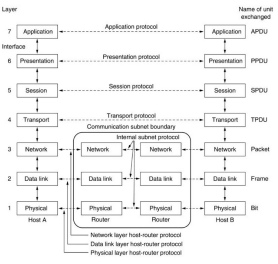 Layer
Name of unit
exchanged
7 Application Application protocol Application APDU
Interface
6 Presentation Presentation protocol Presentation PPDU
5 Session Session protocol Session SPDU
4 Transport Transport protocol Transport TPDU
Communication subnet boundary
Internal subnet protocol
3 Network Network Network Network Packet
2 Data link Data link Data link Data link Frame
1 Physical Physical Physical Physical Bit
Host A Router Router Host B
Network layer host-router protocol
Data link layer host-router protocol
Physical layer host-router protocol